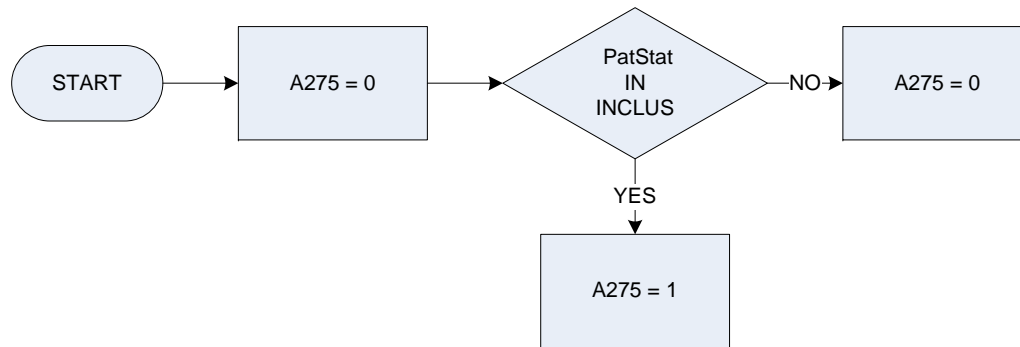 START
A275 = 0
PatStat
IN
INCLUS
NO
A275 = 0
YES
A275 = 1